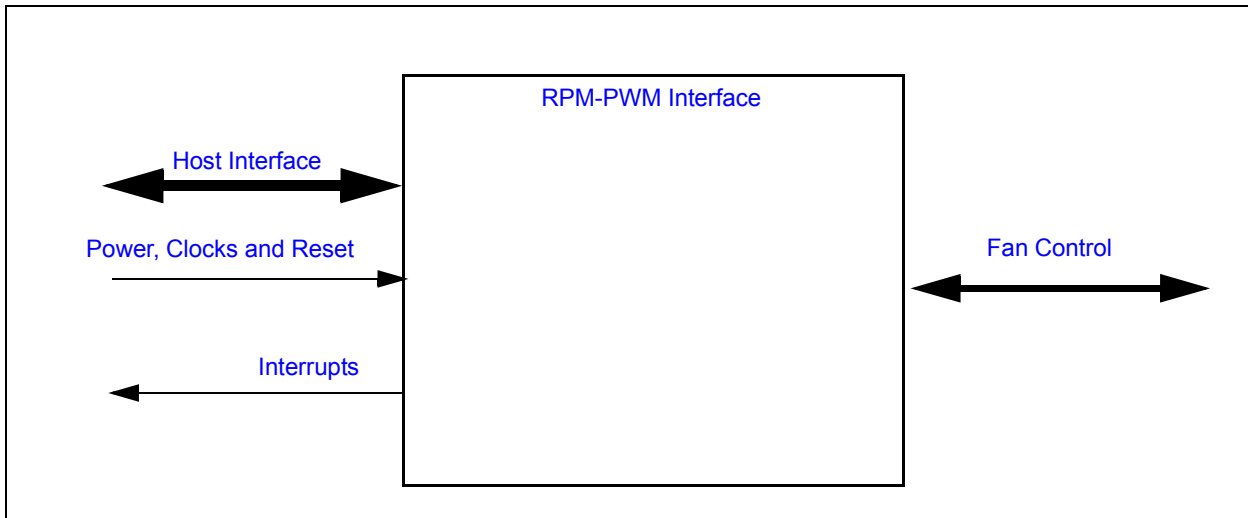 RPM-PWM Interface
Host Interface
Power, Clocks and Reset
Fan Control
Interrupts